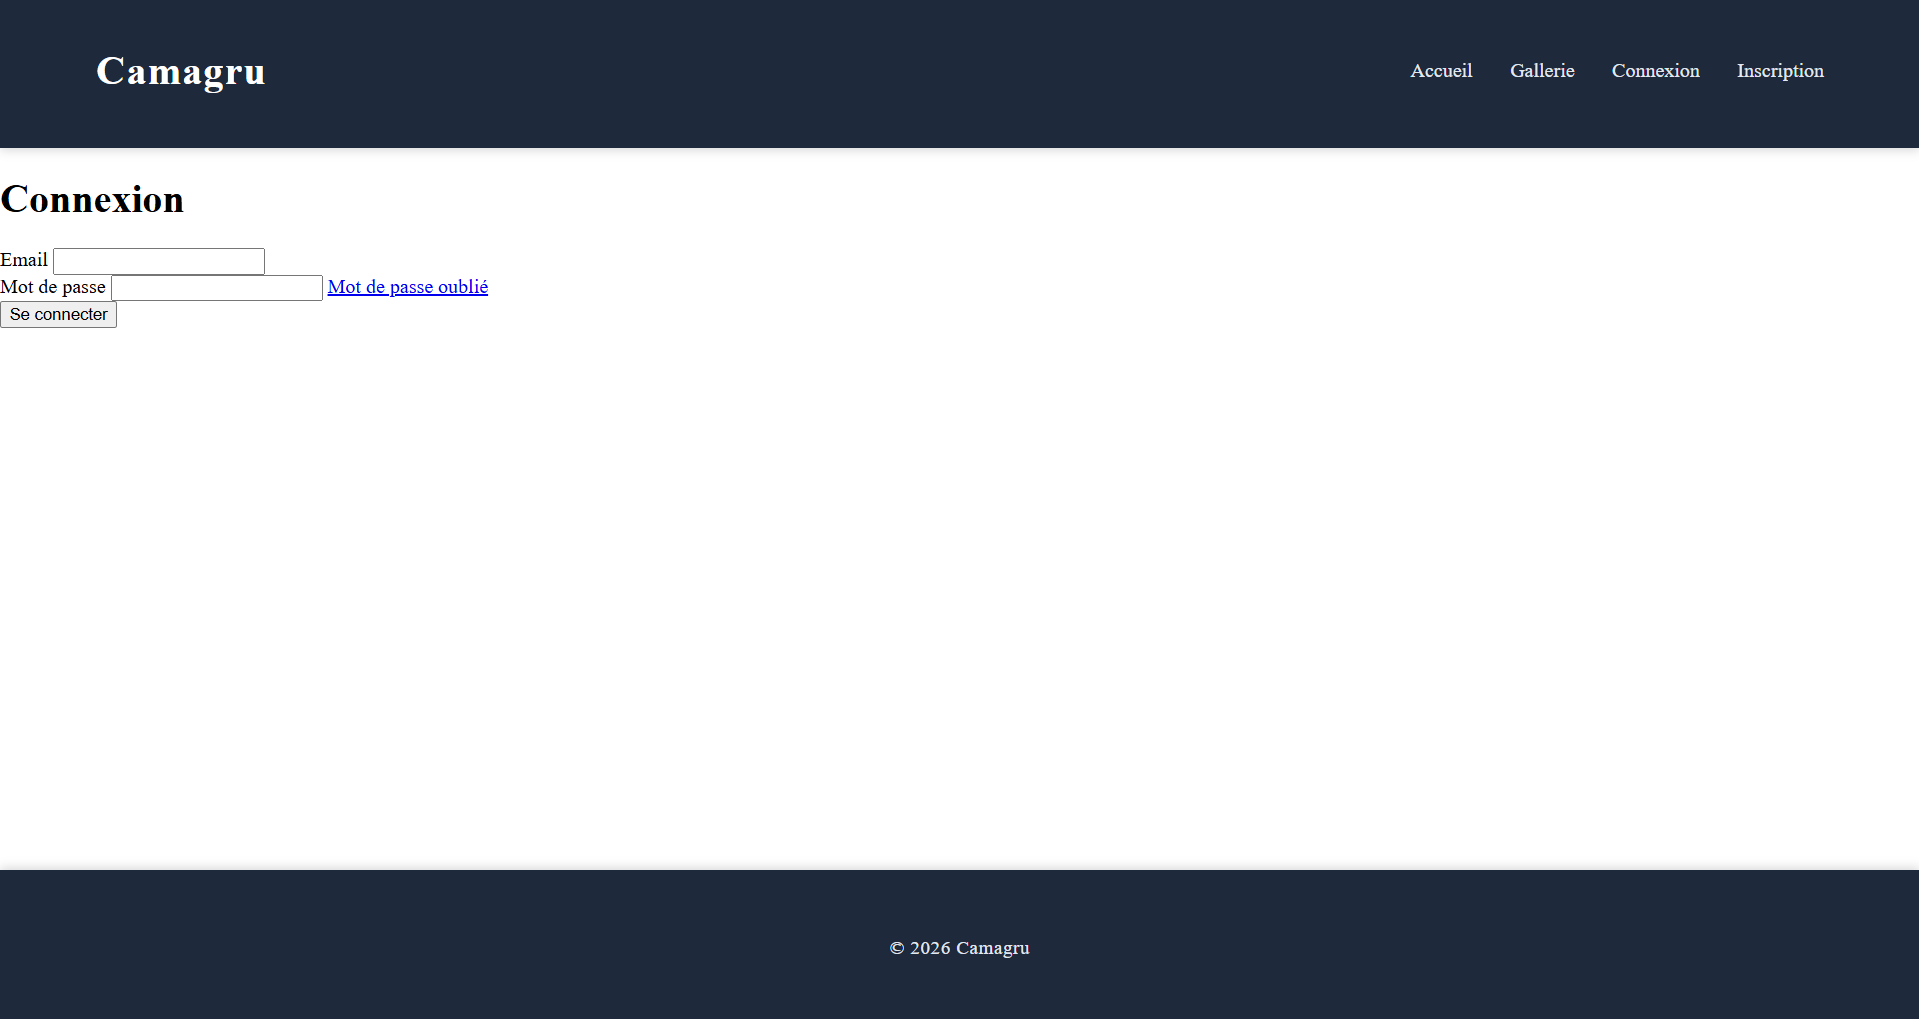 Camagru
Accueil Gallerie Connexion Inscription
Connexion
Email
Mot de passe Mot de passe oublié
Se connecter
© 2026 Camagru